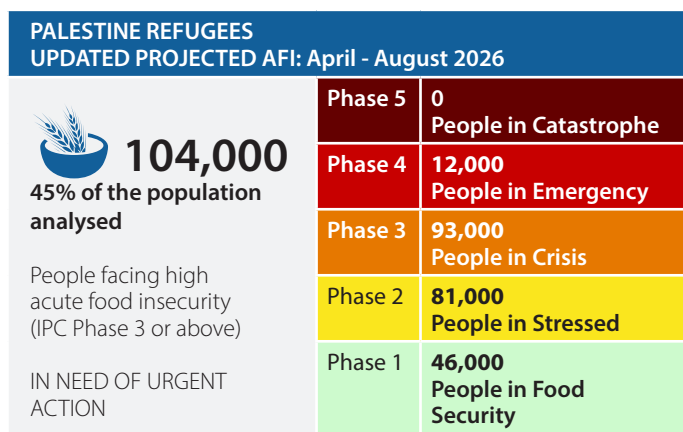 PALESTINE REFUGEES
UPDATED PROJECTED AFI: April - August 2026
104,000
45% of the population
analysed
People facing high
acute food insecurity
(IPC Phase 3 or above)
IN NEED OF URGENT
ACTION
Phase 5
0
People in Catastrophe
Phase 4
12,000
People in Emergency
Phase 3
93,000
People in Crisis
Phase 2
81,000
People in Stressed
Phase 1
46,000
People in Food
Security